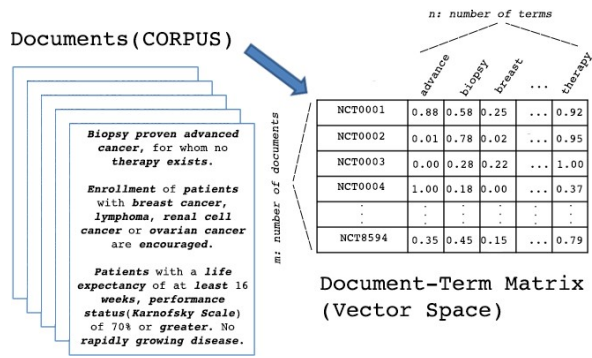 n: number of terms
Documents(CORPUS)
advance
biopsy
breast
...
therapy
m: number of documents
NCT0001 0.88 0.58 0.25 ... 0.92
NCT0002 0.01 0.78 0.02 ... 0.95
NCT0003 0.00 0.28 0.22 ... 1.00
NCT0004 1.00 0.18 0.00 ... 0.37
NCT8594 0.35 0.45 0.15 ... 0.79
Biopsy proven advanced
cancer, for whom no
therapy exists.
Enrollment of patients
with breast cancer,
lymphoma, renal cell
cancer or ovarian cancer
are encouraged.
Patients with a life
expectancy of at least 16
weeks, performance
status(Karnofsky Scale)
of 70% or greater. No
rapidly growing disease.
Document-Term Matrix
(Vector Space)